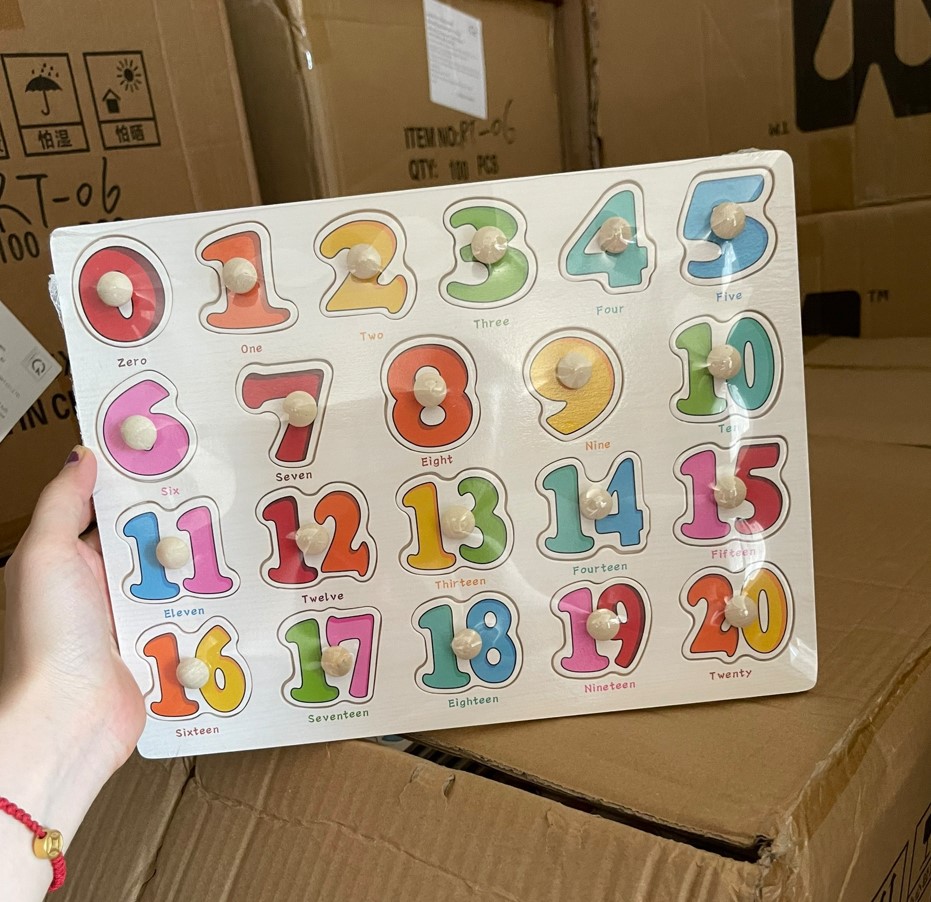 怕湿
怕晒
RT-06
100
ITEM NO:RT-06
QTY: 100 PCS
W.I
TM
IN C
0 1 2 3 4 5
Zero One Two Three Four Five
6 7 8 9 10
Six Seven Eight Nine Ten
11 12 13 14 15
Eleven Twelve Thirteen Fourteen Fifteen
16 17 18 19 20
Sixteen Seventeen Eighteen Nineteen Twenty